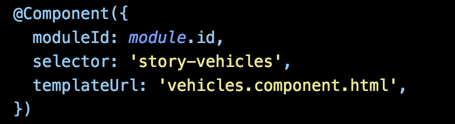 @Component({
  moduleId: module.id,
  selector: 'story-vehicles',
  templateUrl: 'vehicles.component.html',
})